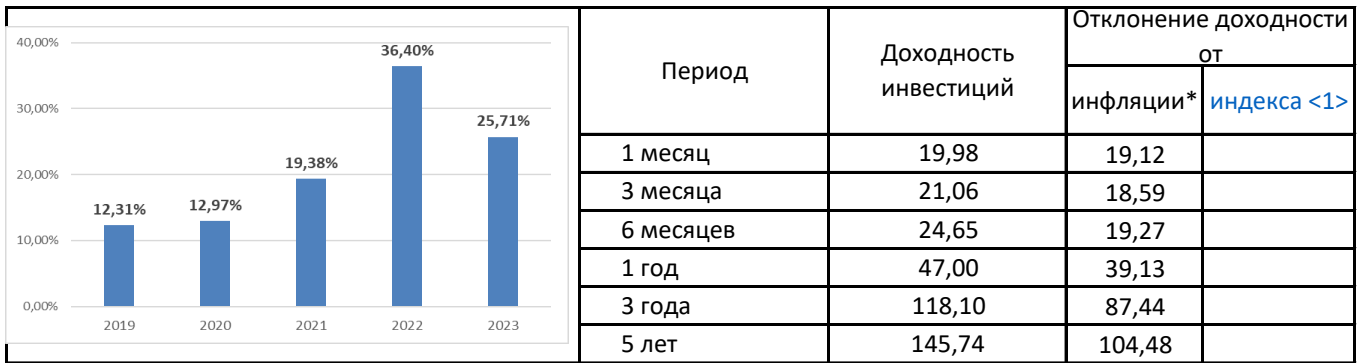 40,00%
30,00%
20,00%
10,00%
0,00%
12,31%
12,97%
19,38%
36,40%
25,71%
2019 2020 2021 2022 2023
Период
Доходность
инвестиций
Отклонение доходности
от
инфляции* индекса <1>
1 месяц 19,98 19,12
3 месяца 21,06 18,59
6 месяцев 24,65 19,27
1 год 47,00 39,13
3 года 118,10 87,44
5 лет 145,74 104,48